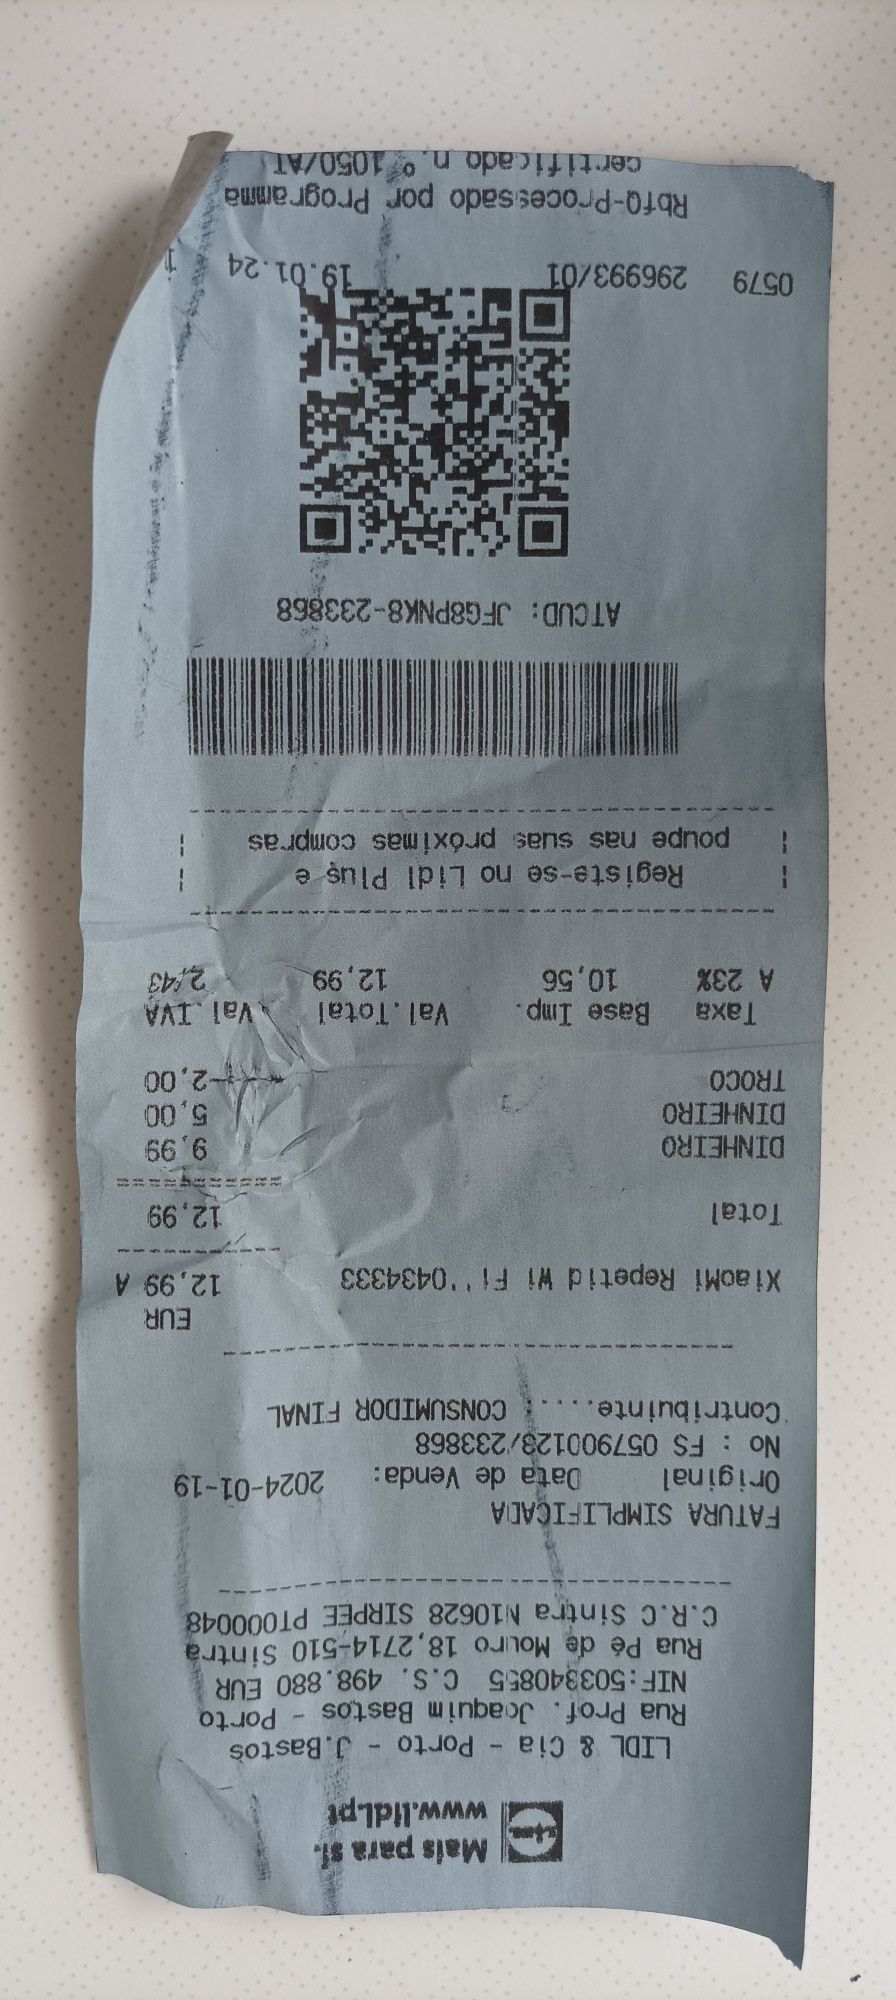 Mais para si.
www.lidl.pt
LIDL & Cia - Porto - J.Bastos
Rua Prof. Joaquim Bastos - Porto
NIF:503340855 C.S. 498.880 EUR
Rua Pé de Mouro 18,2714-510 Sintra
C.R.C Sintra N10628 SIRPEE PT000048
FATURA SIMPLIFICADA
Original Data de Venda: 2024-01-19
No : FS 057900123/233868
Contribuinte....: CONSUMIDOR FINAL
EUR
XiaoMi Repetid Wi Fi''0434333 12,99 A
Total 12,99
DINHEIRO 9,99
DINHEIRO 5,00
TROCO -2,00
Taxa Base Imp. Val.Total Val.IVA
A 23% 10,56 12,99 2,43
Registe-se no Lidl Plus e
poupe nas suas próximas compras
ATCUD: JFG8PNK8-233868
0579 296993/01 19.01.24
RbfQ-Processado por Programa
certificado n.º 1050/AT